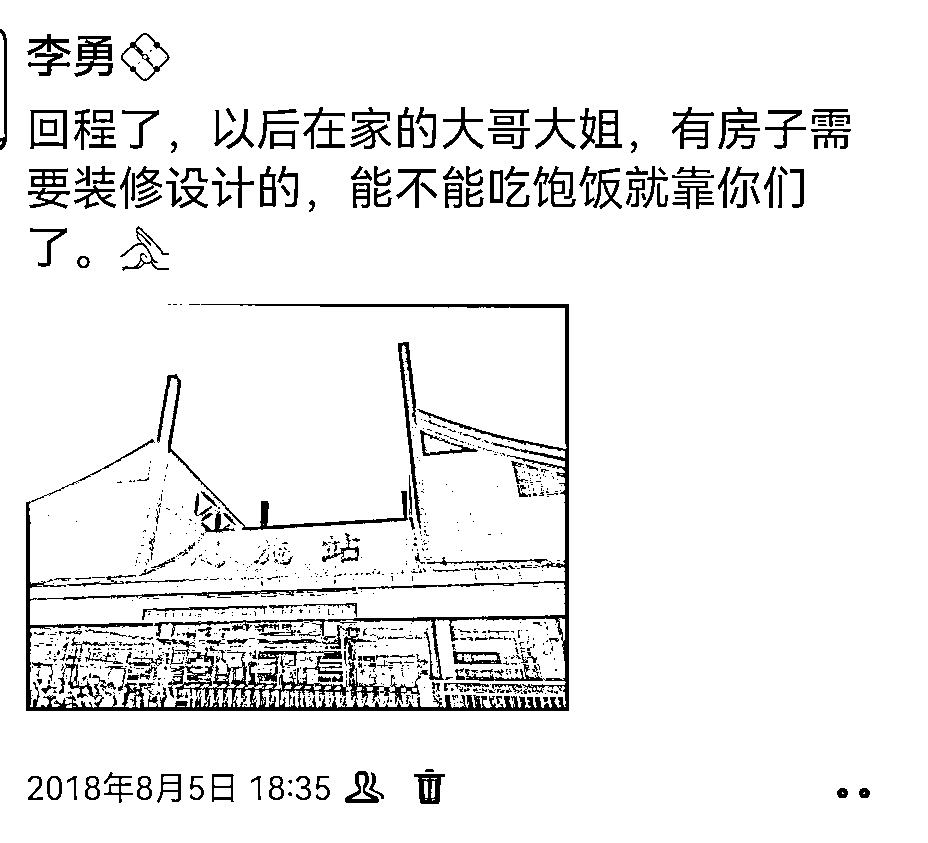 李勇
回程了，以后在家的大哥大姐，有房子需
要装修设计的，能不能吃饱饭就靠你们
了。
恩施站
2018年8月5日 18:35